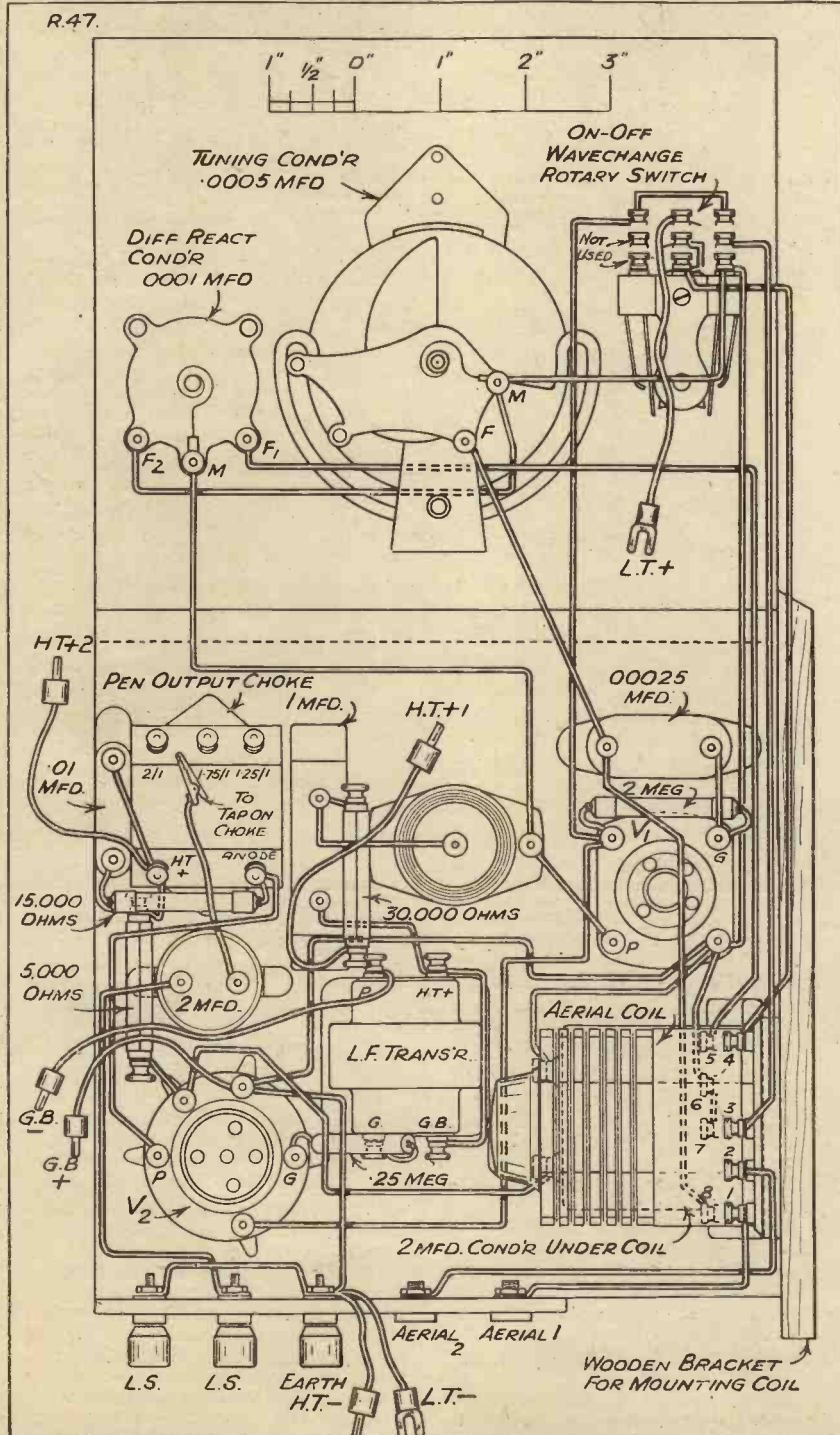 R.47.
1" 1/2" 0" 1" 2" 3"
TUNING COND'R
.0005 MFD
ON-OFF
WAVECHANGE
ROTARY SWITCH
DIFF REACT
COND'R
0001 MFD
NOT
USED
M
F
F2
M
F1
L.T.+
HT+2
PEN OUTPUT CHOKE
1 MFD.
H.T.+1
00025
MFD.
.01
MFD.
2/1
1.75/1
1.25/1
TO
TAP ON
CHOKE
HT
+
ANODE
2 MEG
V1
G
P
15,000
OHMS
30,000 OHMS
5,000
OHMS
2 MFD.
P
H.T.+
L.F. TRANS'R.
G.
G.B.
AERIAL COIL
5
4
6
3
7
2
8
1
G.B.
-
G.B
+
P
G
V2
.25 MEG
2 MFD. COND'R UNDER COIL
L.S.
L.S.
EARTH
H.T.-
L.T.-
AERIAL
2
AERIAL 1
WOODEN BRACKET
FOR MOUNTING COIL